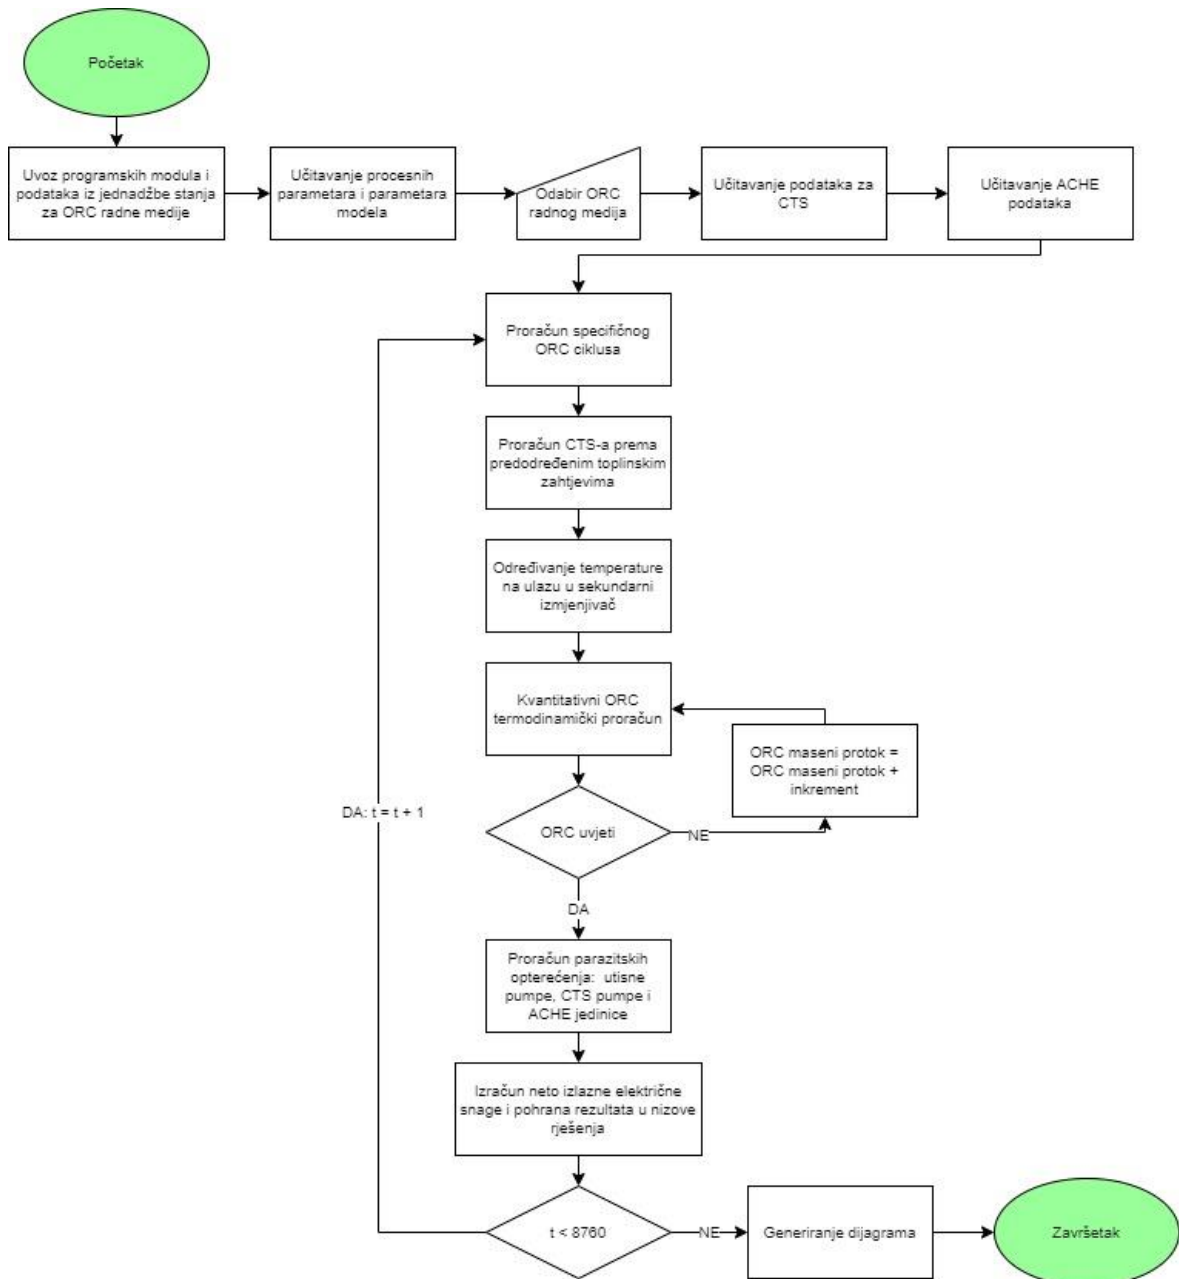 Početak
Uvoz programskih modula i
podataka iz jednadžbe stanja
za ORC radne medije
Učitavanje procesnih
parametara i parametara
modela
Odabir ORC
radnog medija
Učitavanje podataka za
CTS
Učitavanje ACHE
podataka
Proračun specifičnog
ORC ciklusa
Proračun CTS-a prema
predodređenim toplinskim
zahtjevima
Određivanje temperature
na ulazu u sekundarni
izmjenjivač
Kvantitativni ORC
termodinamički proračun
ORC maseni protok =
ORC maseni protok +
inkrement
DA: t = t + 1
ORC uvjeti
NE
DA
Proračun parazitskih
opterećenja:  utisne
pumpe, CTS pumpe i
ACHE jedinice
Izračun neto izlazne električne
snage i pohrana rezultata u nizove
rješenja
t < 8760
NE
Generiranje dijagrama
Završetak